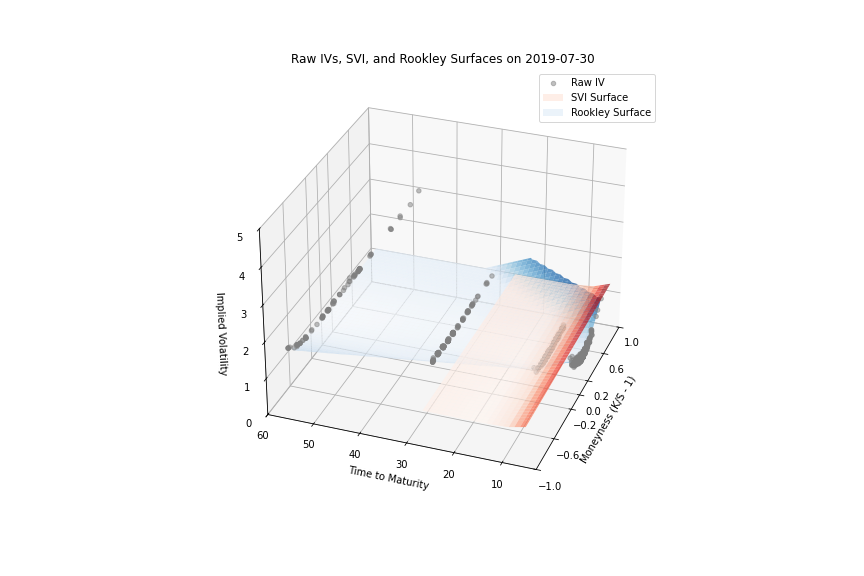 Raw IVs, SVI, and Rookley Surfaces on 2019-07-30
Raw IV
SVI Surface
Rookley Surface
5
4
3
2
1
0
Implied Volatility
60
50
40
30
20
10
Time to Maturity
1.0
0.6
0.2
0.0
−0.2
−0.6
−1.0
Moneyness (K/S - 1)